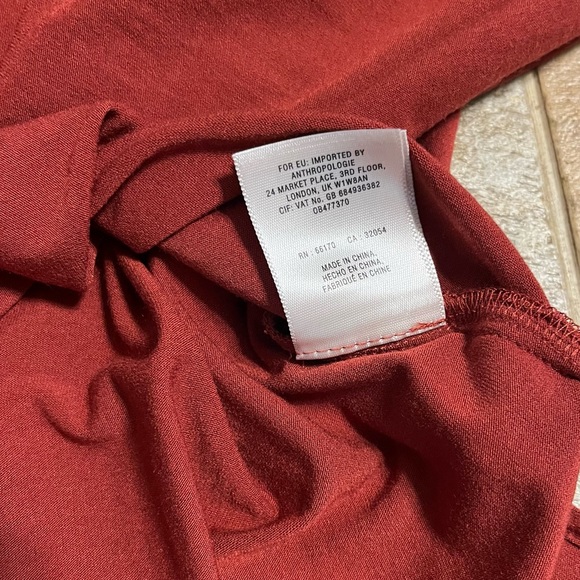 FOR EU: IMPORTED BY
ANTHROPOLOGIE
24 MARKET PLACE, 3RD FLOOR,
LONDON, UK W1W8AN
CIF: VAT No. GB 684936382
OB477370
RN : 66170 CA : 32054
MADE IN CHINA,
HECHO EN CHINA,
FABRIQUÉ EN CHINE